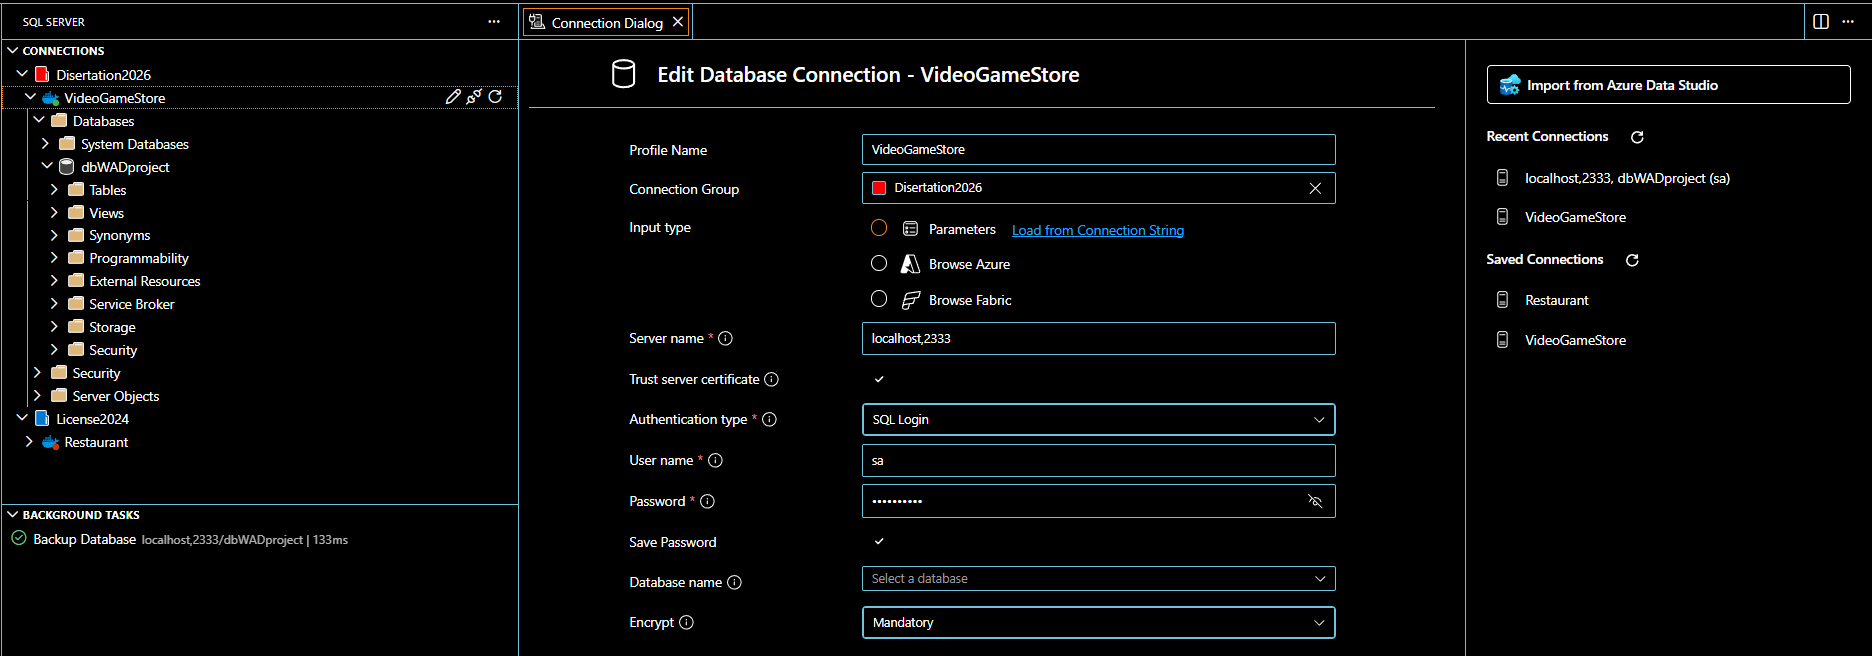 SQL SERVER
CONNECTIONS
Disertation2026
VideoGameStore
Databases
System Databases
dbWADproject
Tables
Views
Synonyms
Programmability
External Resources
Service Broker
Storage
Security
Security
Server Objects
License2024
Restaurant
BACKGROUND TASKS
Backup Database localhost,2333/dbWADproject | 133ms
Connection Dialog
Edit Database Connection - VideoGameStore
Profile Name VideoGameStore
Connection Group Disertation2026
Input type Parameters Load from Connection String
Browse Azure
Browse Fabric
Server name * localhost,2333
Trust server certificate
Authentication type * SQL Login
User name * sa
Password * ••••••••••
Save Password
Database name Select a database
Encrypt Mandatory
Import from Azure Data Studio
Recent Connections
localhost,2333, dbWADproject (sa)
VideoGameStore
Saved Connections
Restaurant
VideoGameStore